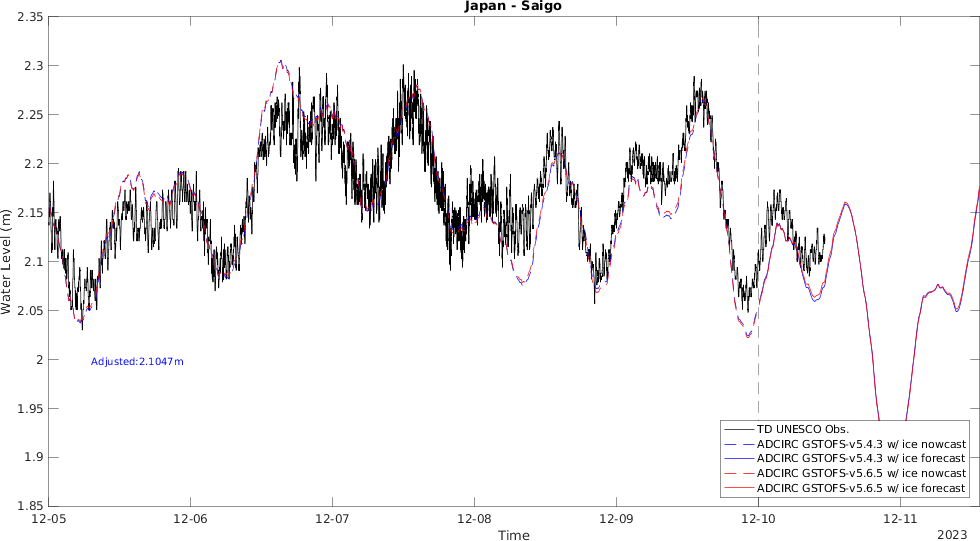 Japan - Saigo
2.35
2.3
2.25
2.2
2.15
2.1
2.05
2
1.95
1.9
1.85
Water Level (m)
Adjusted:2.1047m
TD UNESCO Obs.
ADCIRC GSTOFS-v5.4.3 w/ ice nowcast
ADCIRC GSTOFS-v5.4.3 w/ ice forecast
ADCIRC GSTOFS-v5.6.5 w/ ice nowcast
ADCIRC GSTOFS-v5.6.5 w/ ice forecast
12-05 12-06 12-07 12-08 12-09 12-10 12-11
Time
2023